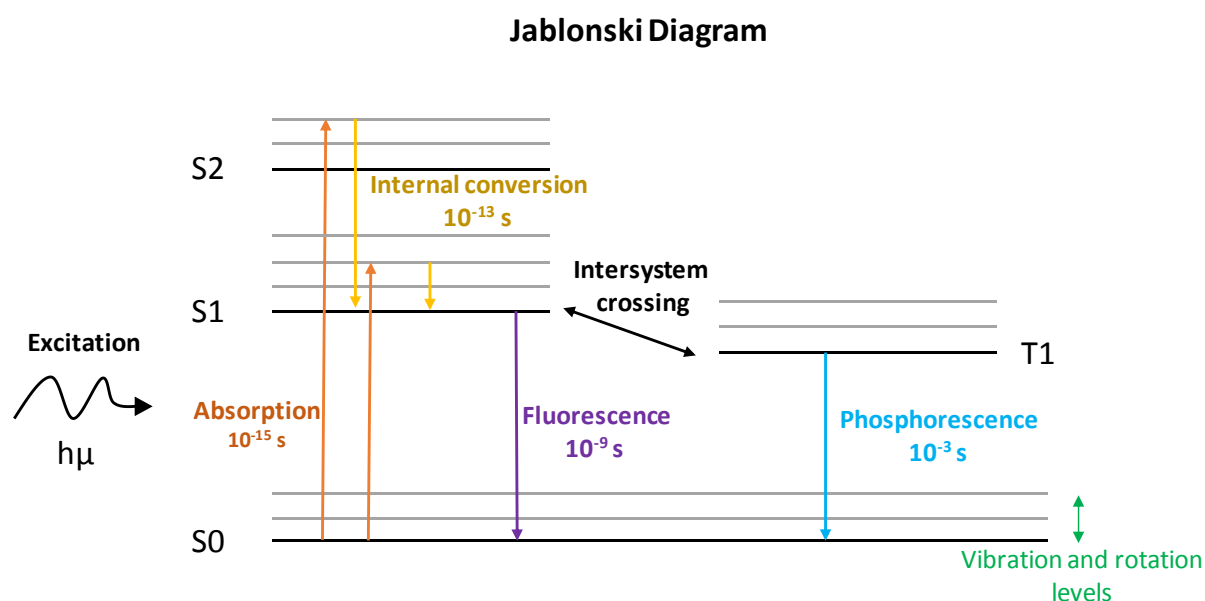 Jablonski Diagram
S2
Internal conversion
10⁻¹³ s
Intersystem
crossing
S1
T1
Excitation
hμ
Absorption
10⁻¹⁵ s
Fluorescence
10⁻⁹ s
Phosphorescence
10⁻³ s
S0
Vibration and rotation
levels